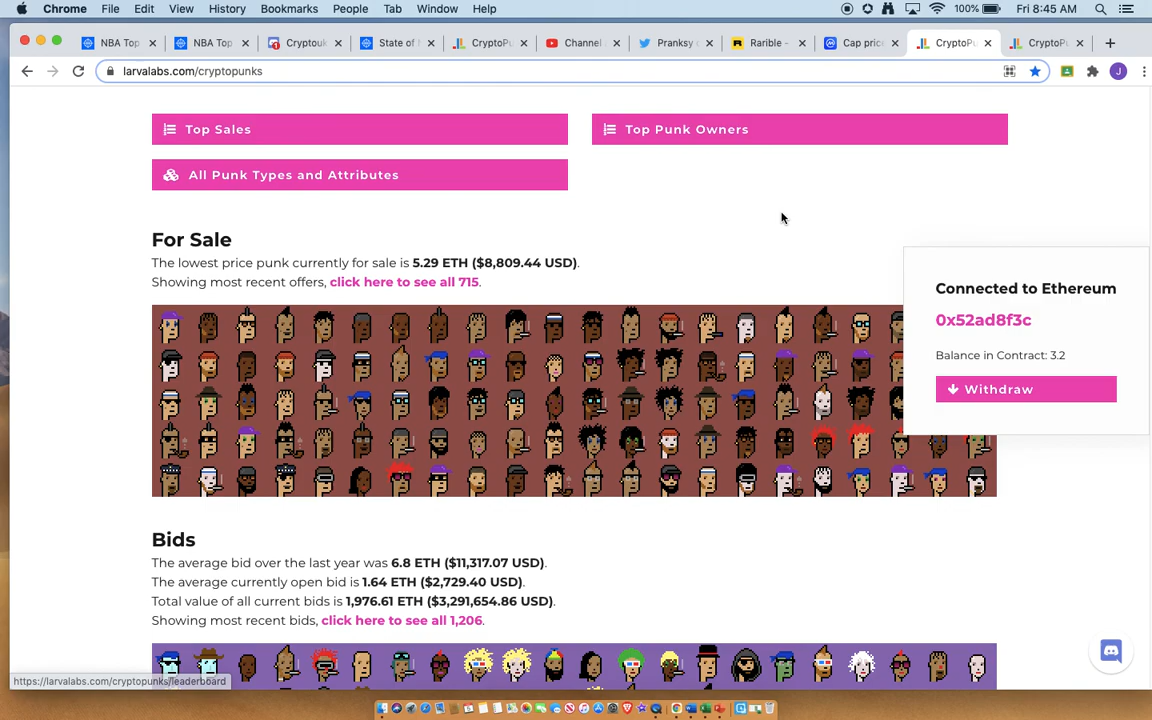 Chrome File Edit View History Bookmarks People Tab Window Help 100% Fri 8:45 AM
NBA Top NBA Top Cryptouk State of CryptoPu Channel Pranksy Rarible - Cap price CryptoPu CryptoPu
larvalabs.com/cryptopunks J
Top Sales Top Punk Owners
All Punk Types and Attributes
For Sale
The lowest price punk currently for sale is 5.29 ETH ($8,809.44 USD).
Showing most recent offers, click here to see all 715.
Connected to Ethereum
0x52ad8f3c
Balance in Contract: 3.2
Withdraw
Bids
The average bid over the last year was 6.8 ETH ($11,317.07 USD).
The average currently open bid is 1.64 ETH ($2,729.40 USD).
Total value of all current bids is 1,976.61 ETH ($3,291,654.86 USD).
Showing most recent bids, click here to see all 1,206.
https://larvalabs.com/cryptopunks/leaderboard